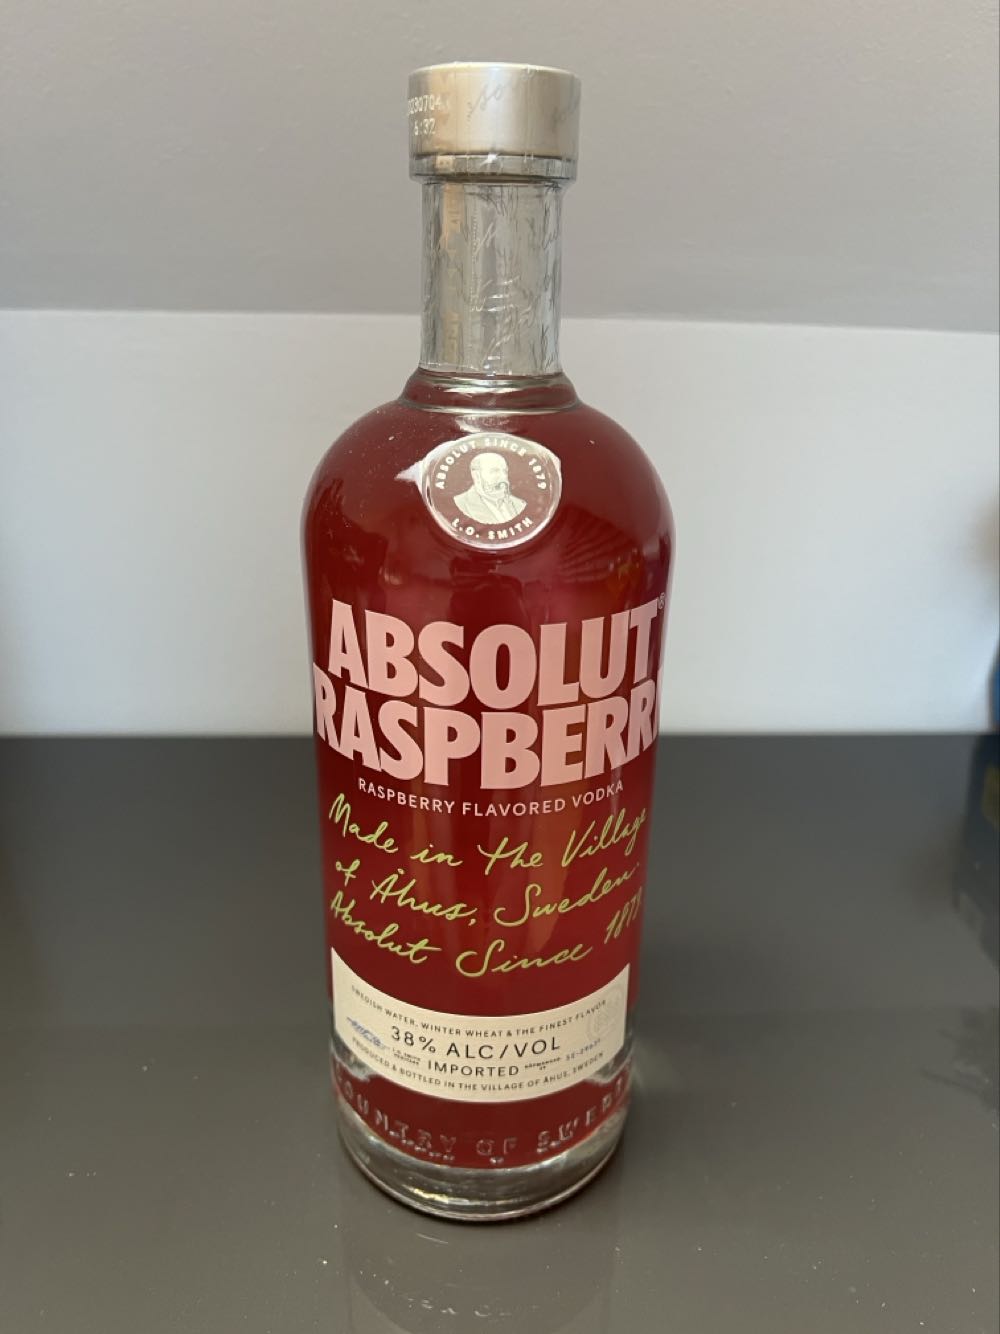 6:32
ABSOLUT SINCE 1879
L.O. SMITH
ABSOLUT®
RASPBERRI
RASPBERRY FLAVORED VODKA
Made in the Village
of Åhus, Sweden.
Absolut Since 1879
SWEDISH WATER, WINTER WHEAT & THE FINEST FLAVOR
38% ALC/VOL
IMPORTED
PRODUCED & BOTTLED IN THE VILLAGE OF ÅHUS, SWEDEN
COUNTRY OF SWEDEN